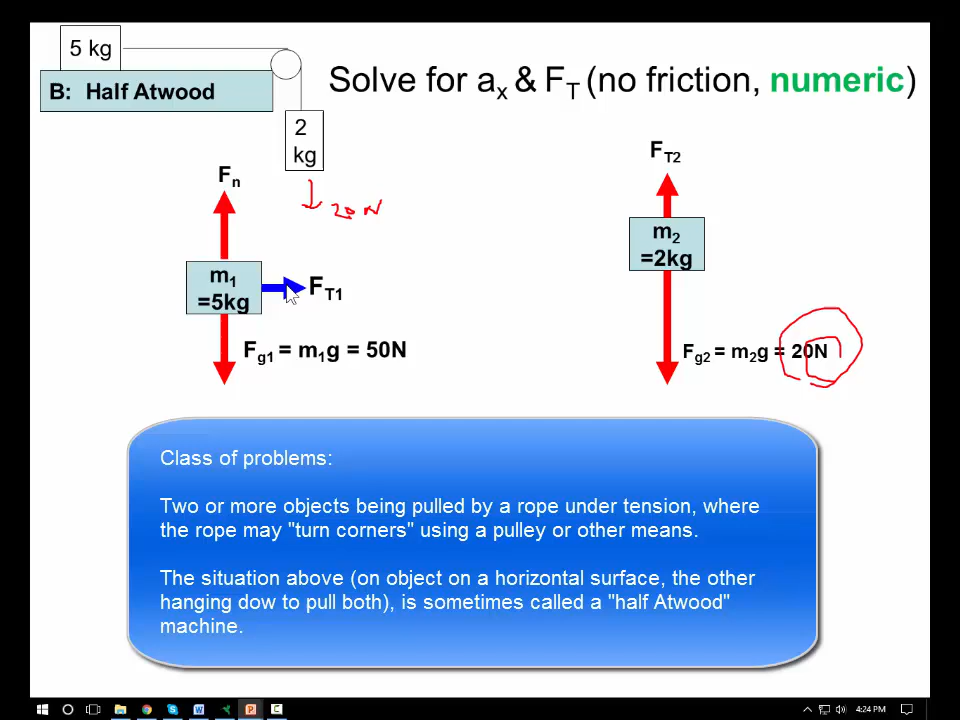 5 kg
B: Half Atwood
Solve for ax & FT (no friction, numeric)
2
kg
20 N
Fn
m1
=5kg
FT1
Fg1 = m1g = 50N
FT2
m2
=2kg
Fg2 = m2g = 20N
Class of problems:
Two or more objects being pulled by a rope under tension, where
the rope may "turn corners" using a pulley or other means.
The situation above (on object on a horizontal surface, the other
hanging dow to pull both), is sometimes called a "half Atwood"
machine.
4:24 PM